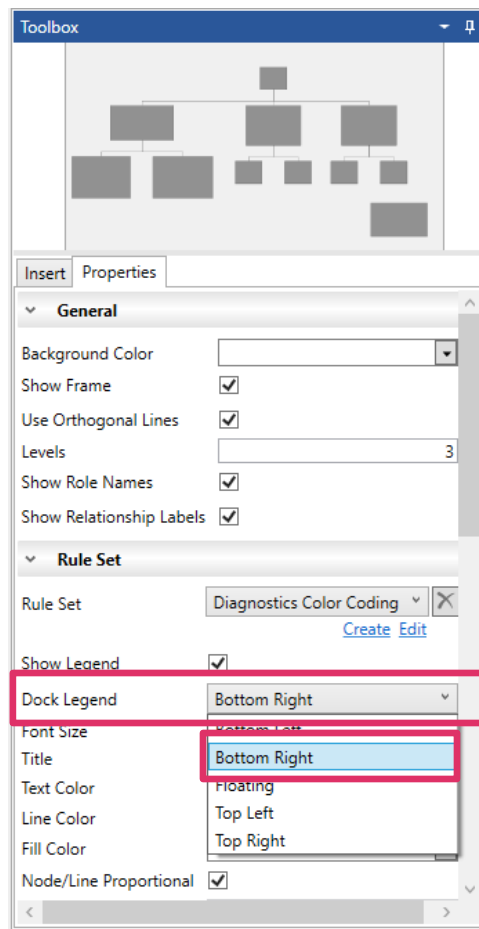 Toolbox
Insert Properties
General
Background Color
Show Frame
Use Orthogonal Lines
Levels 3
Show Role Names
Show Relationship Labels
Rule Set
Rule Set Diagnostics Color Coding
Create Edit
Show Legend
Dock Legend Bottom Right
Font Size Bottom Left
Title Bottom Right
Text Color Floating
Line Color Top Left
Fill Color Top Right
Node/Line Proportional